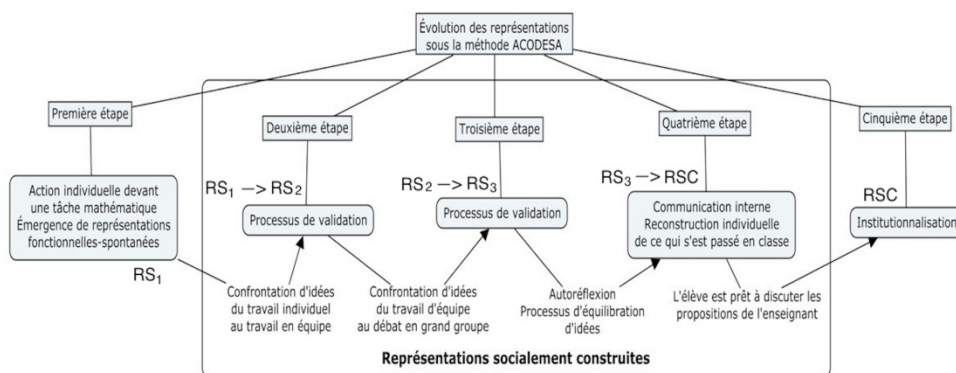 Évolution des représentations
sous la méthode ACODESA
Première étape
Deuxième étape
Troisième étape
Quatrième étape
Cinquième étape
Action individuelle devant
une tâche mathématique
Émergence de représentations
fonctionnelles-spontanées
RS1
RS1 —> RS2
Processus de validation
RS2 —> RS3
Processus de validation
RS3 —> RSC
Communication interne
Reconstruction individuelle
de ce qui s'est passé en classe
RSC
Institutionnalisation
Confrontation d'idées
du travail individuel
au travail en équipe
Confrontation d'idées
du travail d'équipe
au débat en grand groupe
Autoréflexion
Processus d'équilibration
d'idées
L'élève est prêt à discuter les
propositions de l'enseignant
Représentations socialement construites